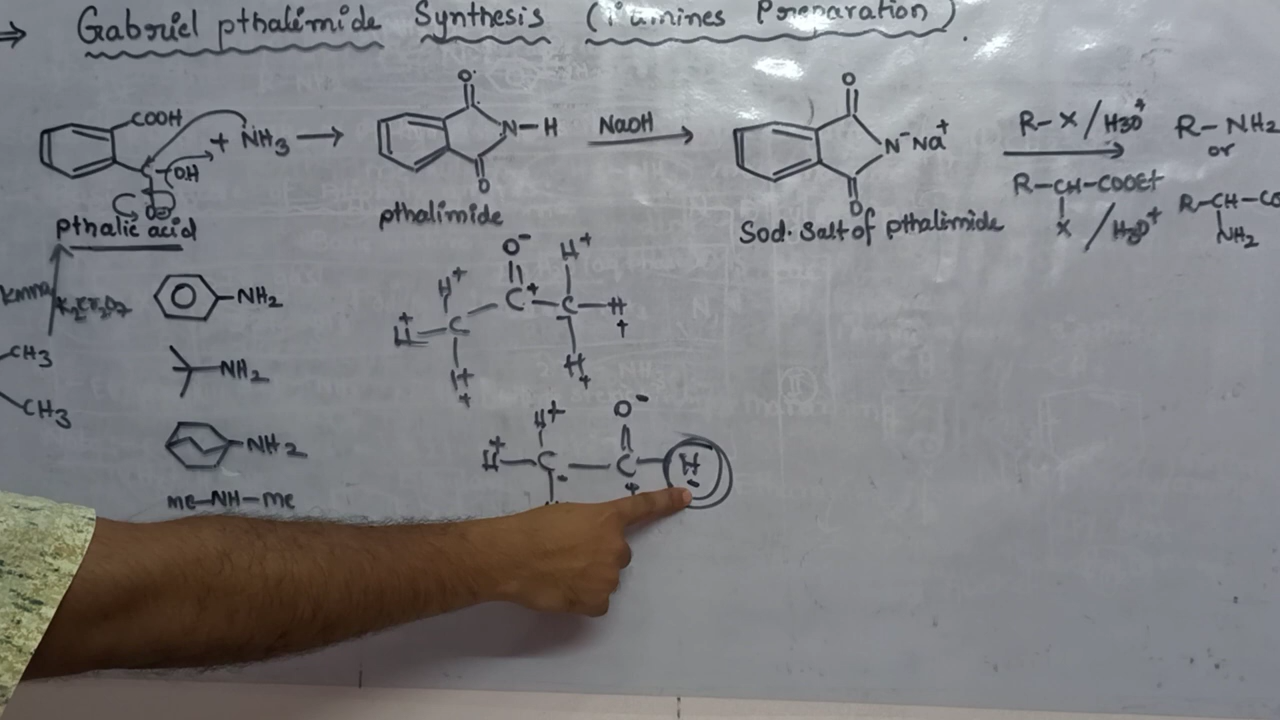 ⇒ Gabriel pthalimide Synthesis (1° amines Preparation).
COOH + NH3 → C OH O⊖
O N-H O
NaOH
O N⁻Na⁺ O
R-X/H3O⁺
R-NH2
or
R-CH-COOEt
X /H3O⁺
R-CH-CO
NH2
pthalic acid
pthalimide
Sod. Salt of pthalimide
K2Cr2O7
CH3
CH3
NH2
NH2
NH2
me-NH-me
O⁻ H⁺
H⁺ C⁺ C-H⁺
H⁺ C
H⁺ H⁺
H⁺ O⁻
H⁺ C⁻ C⁺ H⁻